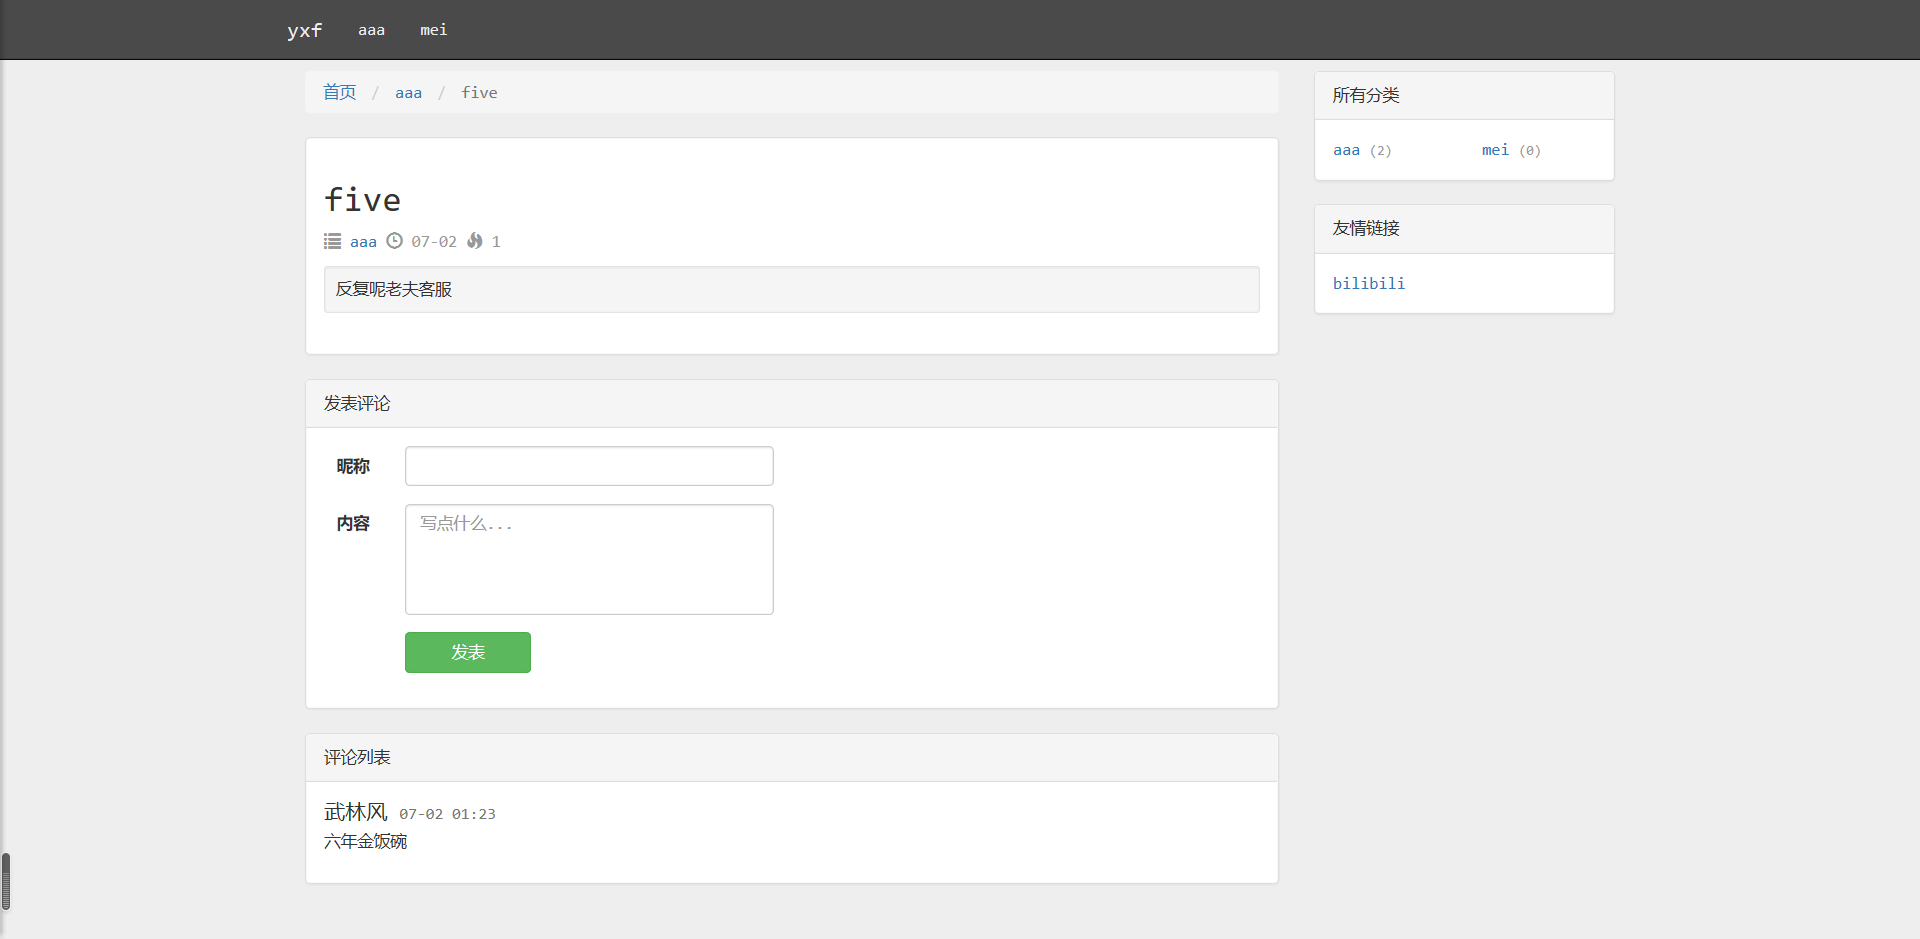 yxf aaa mei
首页 / aaa / five
five
aaa 07-02 1
反复呢老夫客服
发表评论
昵称
内容 写点什么...
发表
评论列表
武林风 07-02 01:23
六年金饭碗
所有分类
aaa (2) mei (0)
友情链接
bilibili